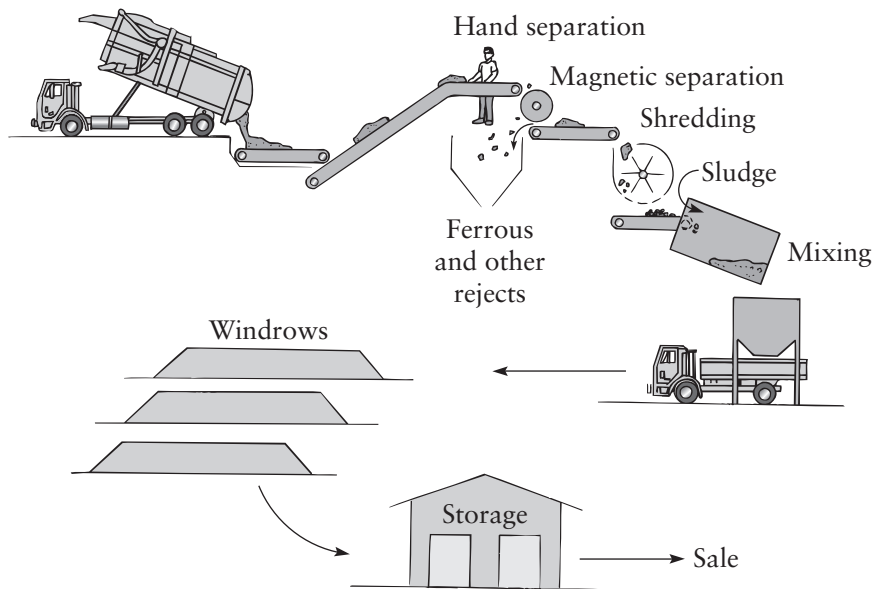 Hand separation
Magnetic separation
Shredding
Sludge
Ferrous
and other
rejects
Mixing
Windrows
Storage
Sale